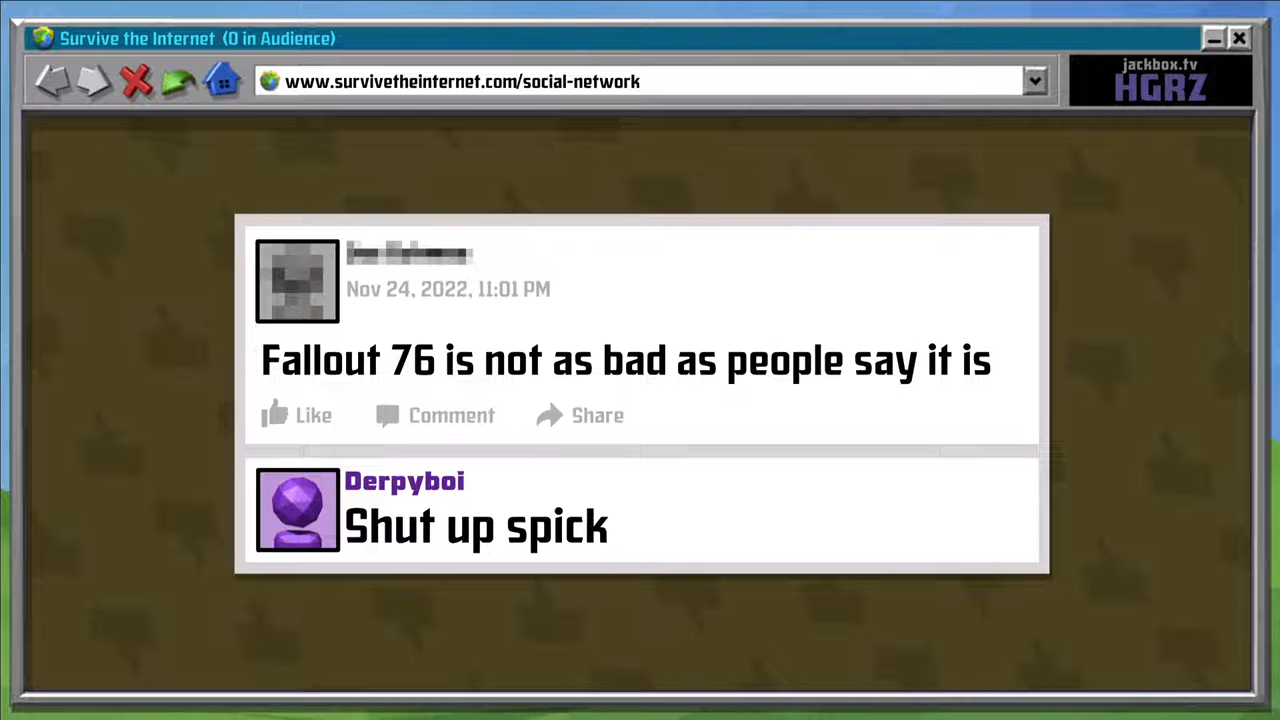 Survive the Internet (0 in Audience)
www.survivetheinternet.com/social-network
jackbox.tv
HGRZ
Nov 24, 2022, 11:01 PM
Fallout 76 is not as bad as people say it is
Like Comment Share
Derpyboi
Shut up spick